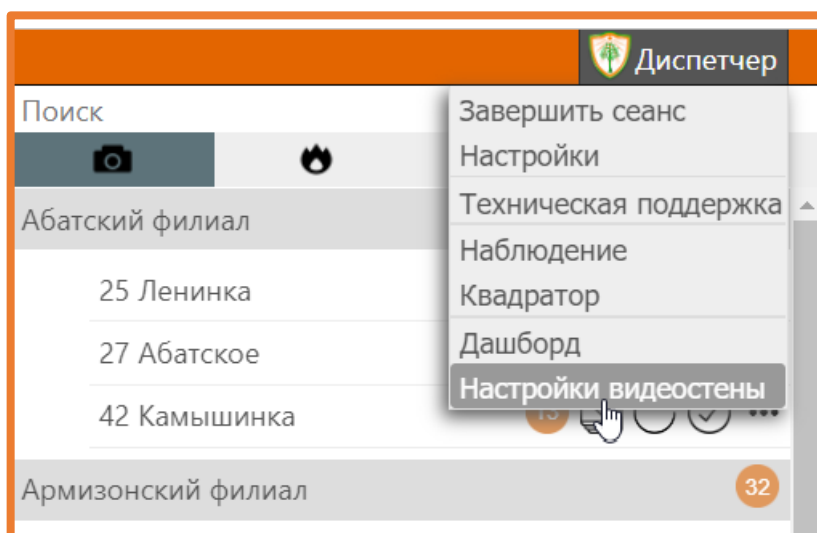 Диспетчер
Поиск
Завершить сеанс
Настройки
Техническая поддержка
Наблюдение
Квадратор
Дашборд
Настройки видеостены
Абатский филиал
25 Ленинка
27 Абатское
42 Камышинка
13
Армизонский филиал
32